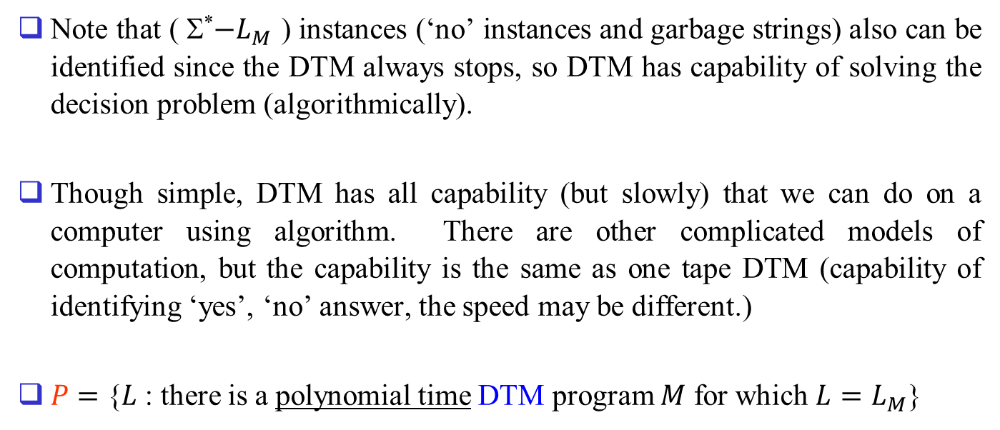 ❑ Note that ( Σ*−L_M ) instances (‘no’ instances and garbage strings) also can be
identified since the DTM always stops, so DTM has capability of solving the
decision problem (algorithmically).
❑ Though simple, DTM has all capability (but slowly) that we can do on a
computer using algorithm. There are other complicated models of
computation, but the capability is the same as one tape DTM (capability of
identifying ‘yes’, ‘no’ answer, the speed may be different.)
❑ P = {L : there is a polynomial time DTM program M for which L = L_M}